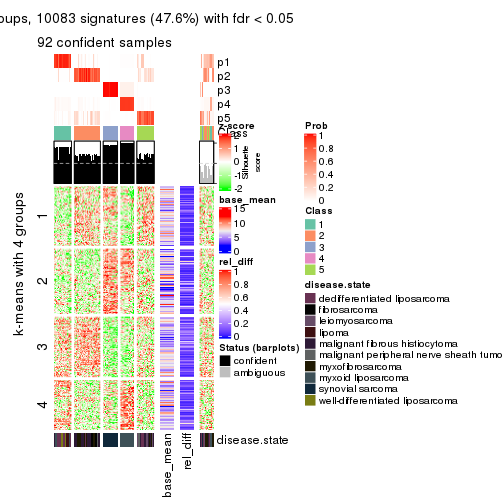 oups, 10083 signatures (47.6%) with fdr < 0.05
92 confident samples
p1
p2
p3
p4
p5
Class
z-score
2
1
0
-1
-2
Silhouette
score
base_mean
15
10
5
0
rel_diff
1
0.8
0.6
0.4
0.2
0
Status (barplots)
confident
ambiguous
Prob
1
0.8
0.6
0.4
0.2
0
Class
1
2
3
4
5
disease.state
dedifferentiated liposarcoma
fibrosarcoma
leiomyosarcoma
lipoma
malignant fibrous histiocytoma
malignant peripheral nerve sheath tumo
myxofibrosarcoma
myxoid liposarcoma
synovial sarcoma
well-differentiated liposarcoma
k-means with 4 groups
1
2
3
4
disease.state
base_mean
rel_diff